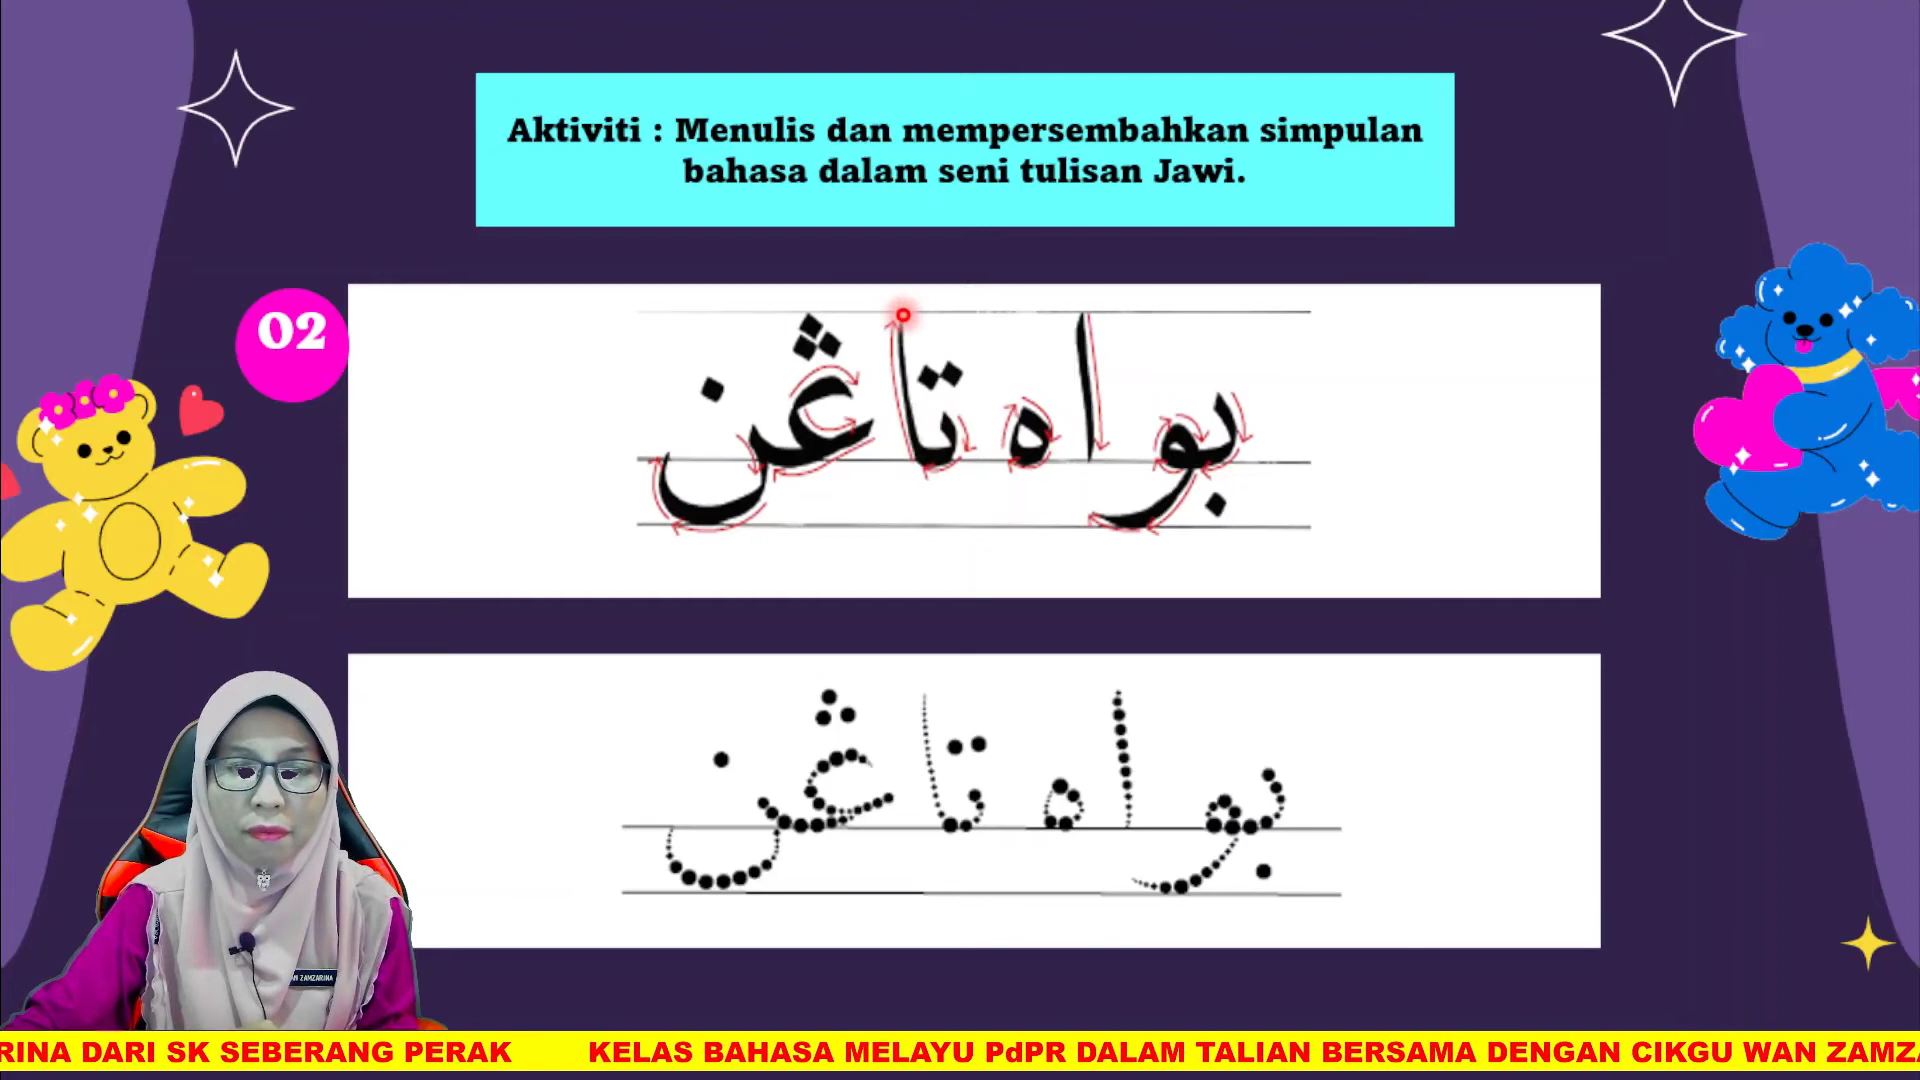 Aktiviti : Menulis dan mempersembahkan simpulan
bahasa dalam seni tulisan Jawi.
02
بواه تاڠن
بواه تاڠن
ZAMZARINA
RINA DARI SK SEBERANG PERAK KELAS BAHASA MELAYU PdPR DALAM TALIAN BERSAMA DENGAN CIKGU WAN ZAMZA